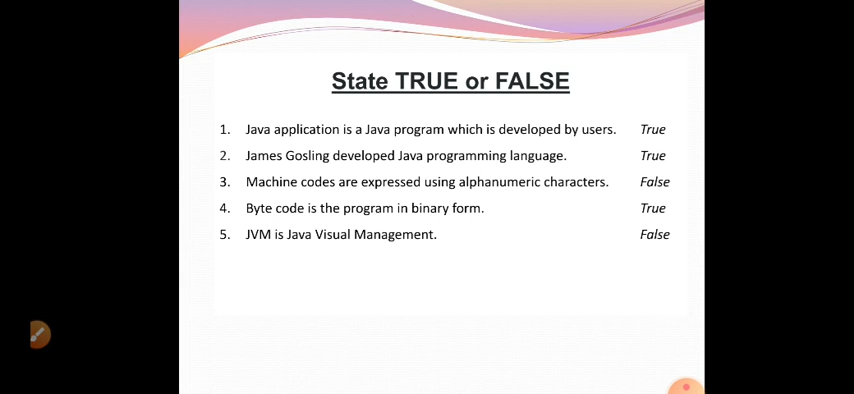 State TRUE or FALSE
1. Java application is a Java program which is developed by users. True
2. James Gosling developed Java programming language. True
3. Machine codes are expressed using alphanumeric characters. False
4. Byte code is the program in binary form. True
5. JVM is Java Visual Management. False